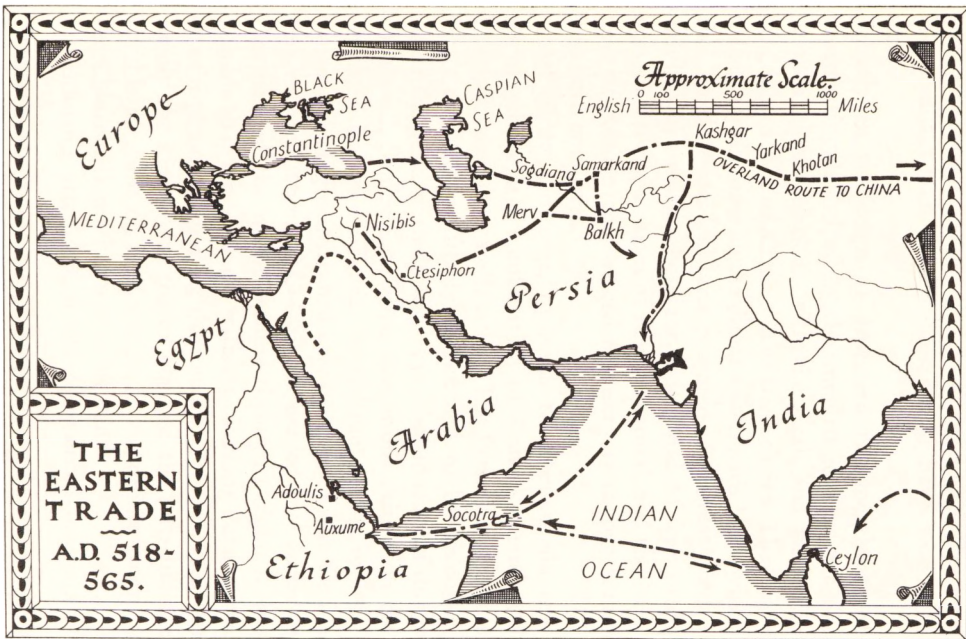 Approximate Scale.
0 100 500 1000
English Miles
BLACK
SEA
CASPIAN
SEA
Europe
Constantinople
Kashgar
Yarkand
Khotan
OVERLAND
ROUTE TO CHINA
Sogdiana
Samarkand
MEDITERRANEAN
Nisibis
Merv
Balkh
Ctesiphon
Persia
Egypt
Arabia
India
THE
EASTERN
TRADE
A.D. 518-
565.
Adoulis
Auxume
Socotra
INDIAN
OCEAN
Ethiopia
Ceylon